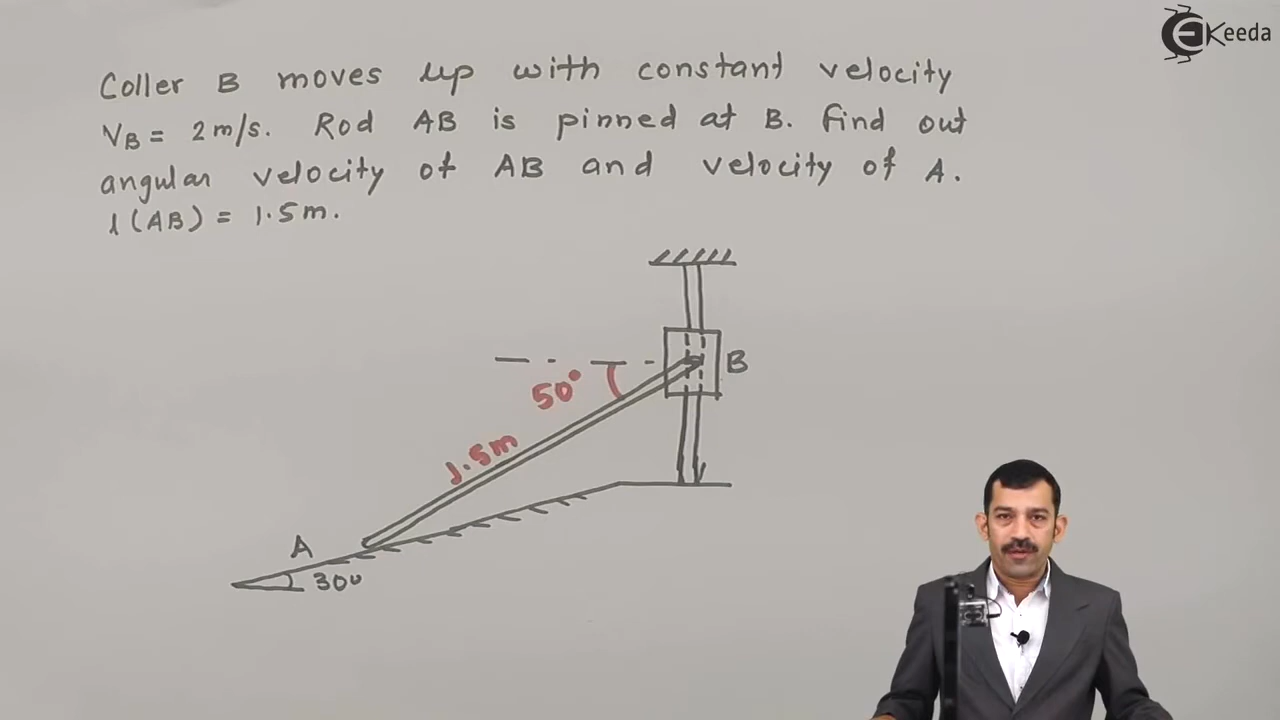 EKeeda
Coller B moves up with constant velocity
VB = 2m/s. Rod AB is pinned at B. Find out
angular velocity of AB and velocity of A.
l(AB) = 1.5m.
B
50°
1.5m
A
30°